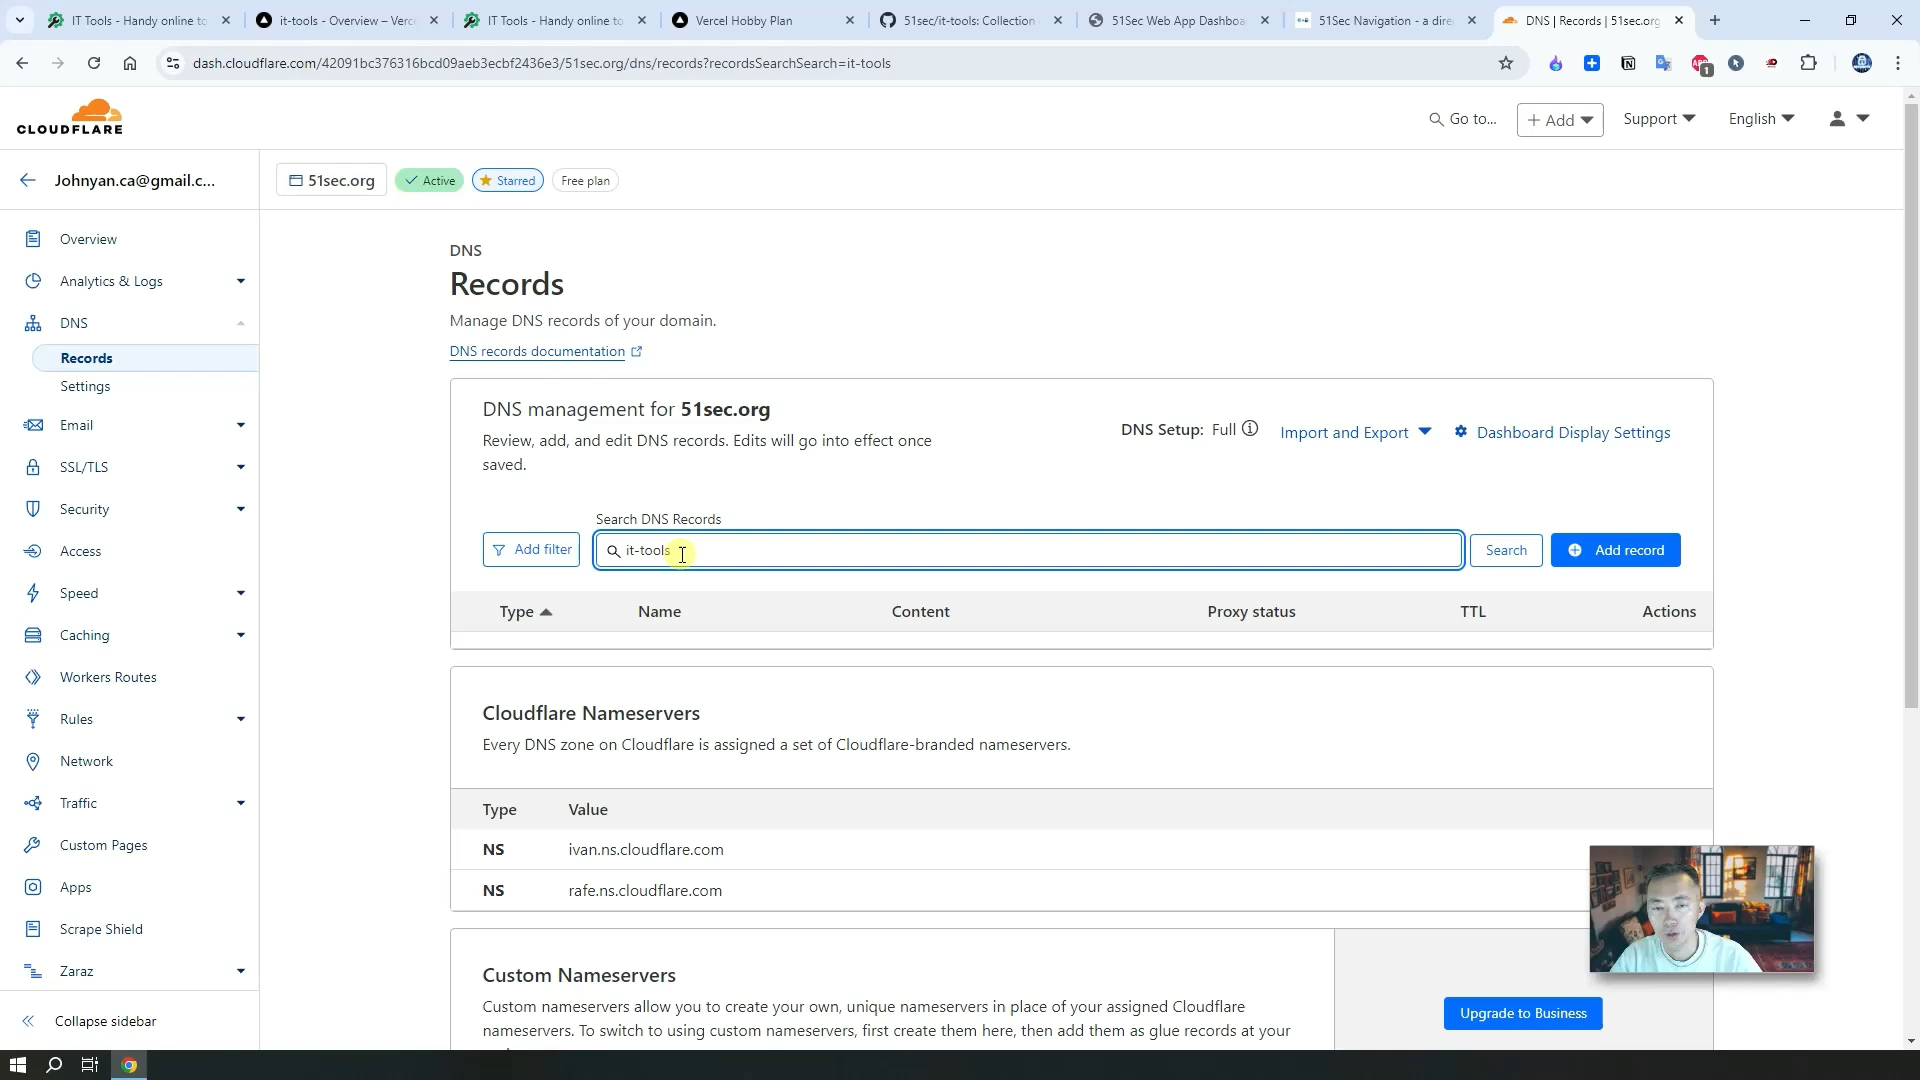 IT Tools - Handy online to
it-tools - Overview – Verc
IT Tools - Handy online to
Vercel Hobby Plan
51sec/it-tools: Collection
51Sec Web App Dashboa
51Sec Navigation - a dire
DNS | Records | 51sec.org
dash.cloudflare.com/42091bc376316bcd09aeb3ecbf2436e3/51sec.org/dns/records?recordsSearchSearch=it-tools
1
CLOUDFLARE
Go to...
Add
Support
English
Johnyan.ca@gmail.c...
51sec.org
Active
Starred
Free plan
Overview
Analytics & Logs
DNS
Records
Settings
Email
SSL/TLS
Security
Access
Speed
Caching
Workers Routes
Rules
Network
Traffic
Custom Pages
Apps
Scrape Shield
Zaraz
Collapse sidebar
DNS
Records
Manage DNS records of your domain.
DNS records documentation
DNS management for 51sec.org
Review, add, and edit DNS records. Edits will go into effect once
saved.
DNS Setup: Full
Import and Export
Dashboard Display Settings
Search DNS Records
Add filter
it-tools
Search
Add record
Type Name Content Proxy status TTL Actions
Cloudflare Nameservers
Every DNS zone on Cloudflare is assigned a set of Cloudflare-branded nameservers.
Type Value
NS ivan.ns.cloudflare.com
NS rafe.ns.cloudflare.com
Custom Nameservers
Custom nameservers allow you to create your own, unique nameservers in place of your assigned Cloudflare
nameservers. To switch to using custom nameservers, first create them here, then add them as glue records at your
Upgrade to Business